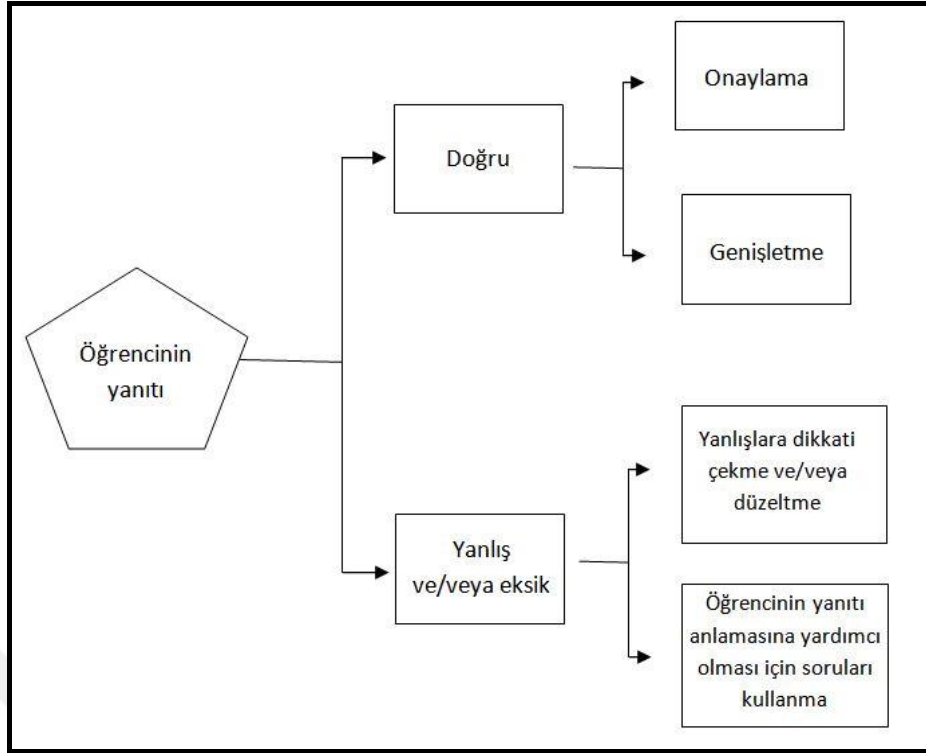 Öğrencinin
yanıtı
Doğru
Onaylama
Genişletme
Yanlış
ve/veya eksik
Yanlışlara dikkati
çekme ve/veya
düzeltme
Öğrencinin yanıtı
anlamasına yardımcı
olması için soruları
kullanma